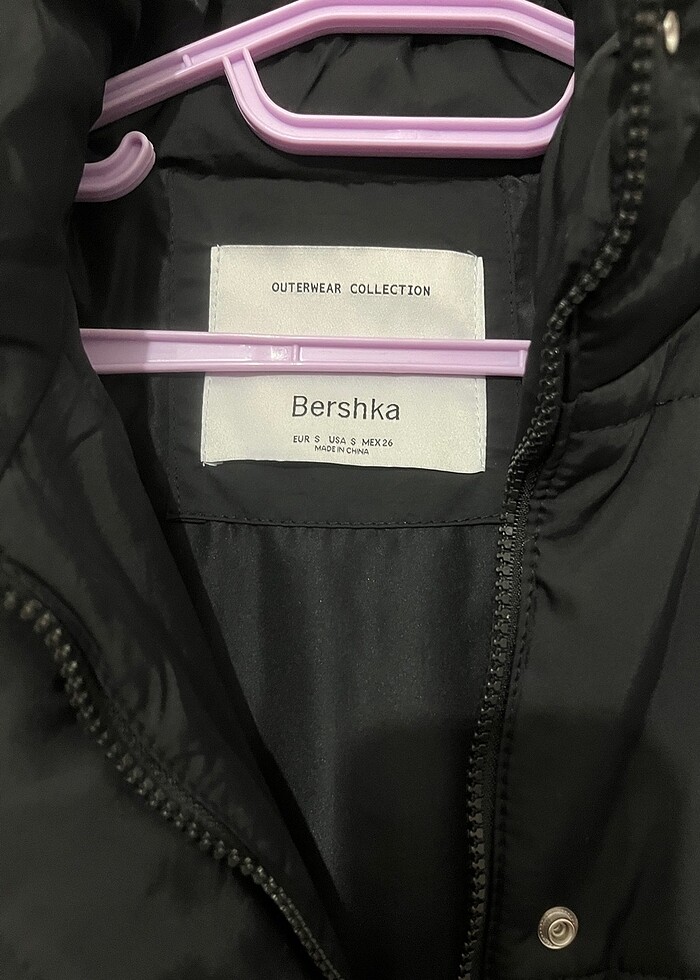 OUTERWEAR COLLECTION
Bershka
EUR S USA S MEX 26
MADE IN CHINA